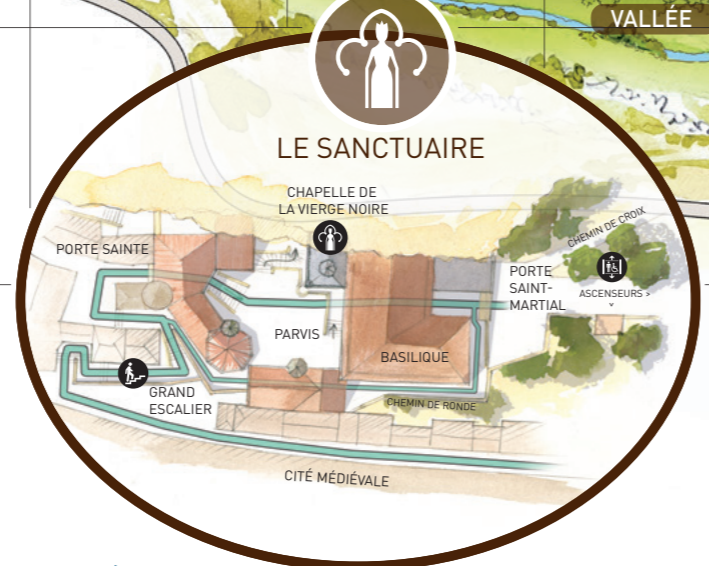 VALLÉE
LE SANCTUAIRE
CHAPELLE DE
LA VIERGE NOIRE
PORTE SAINTE
CHEMIN DE CROIX
PORTE
SAINT-
MARTIAL
ASCENSEURS >
˅
PARVIS
BASILIQUE
GRAND
ESCALIER
CHEMIN DE RONDE
CITÉ MÉDIÉVALE